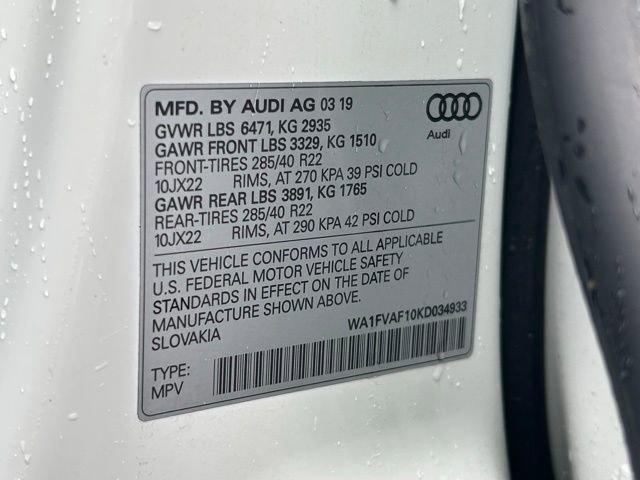 MFD. BY AUDI AG 03 19
GVWR LBS 6471, KG 2935
GAWR FRONT LBS 3329, KG 1510
FRONT-TIRES 285/40 R22
10JX22 RIMS, AT 270 KPA 39 PSI COLD
GAWR REAR LBS 3891, KG 1765
REAR-TIRES 285/40 R22
10JX22 RIMS, AT 290 KPA 42 PSI COLD
Audi
THIS VEHICLE CONFORMS TO ALL APPLICABLE
U.S. FEDERAL MOTOR VEHICLE SAFETY
STANDARDS IN EFFECT ON THE DATE OF
MANUFACTURE SHOWN ABOVE.
SLOVAKIA
WA1FVAF10KD034933
TYPE:
MPV